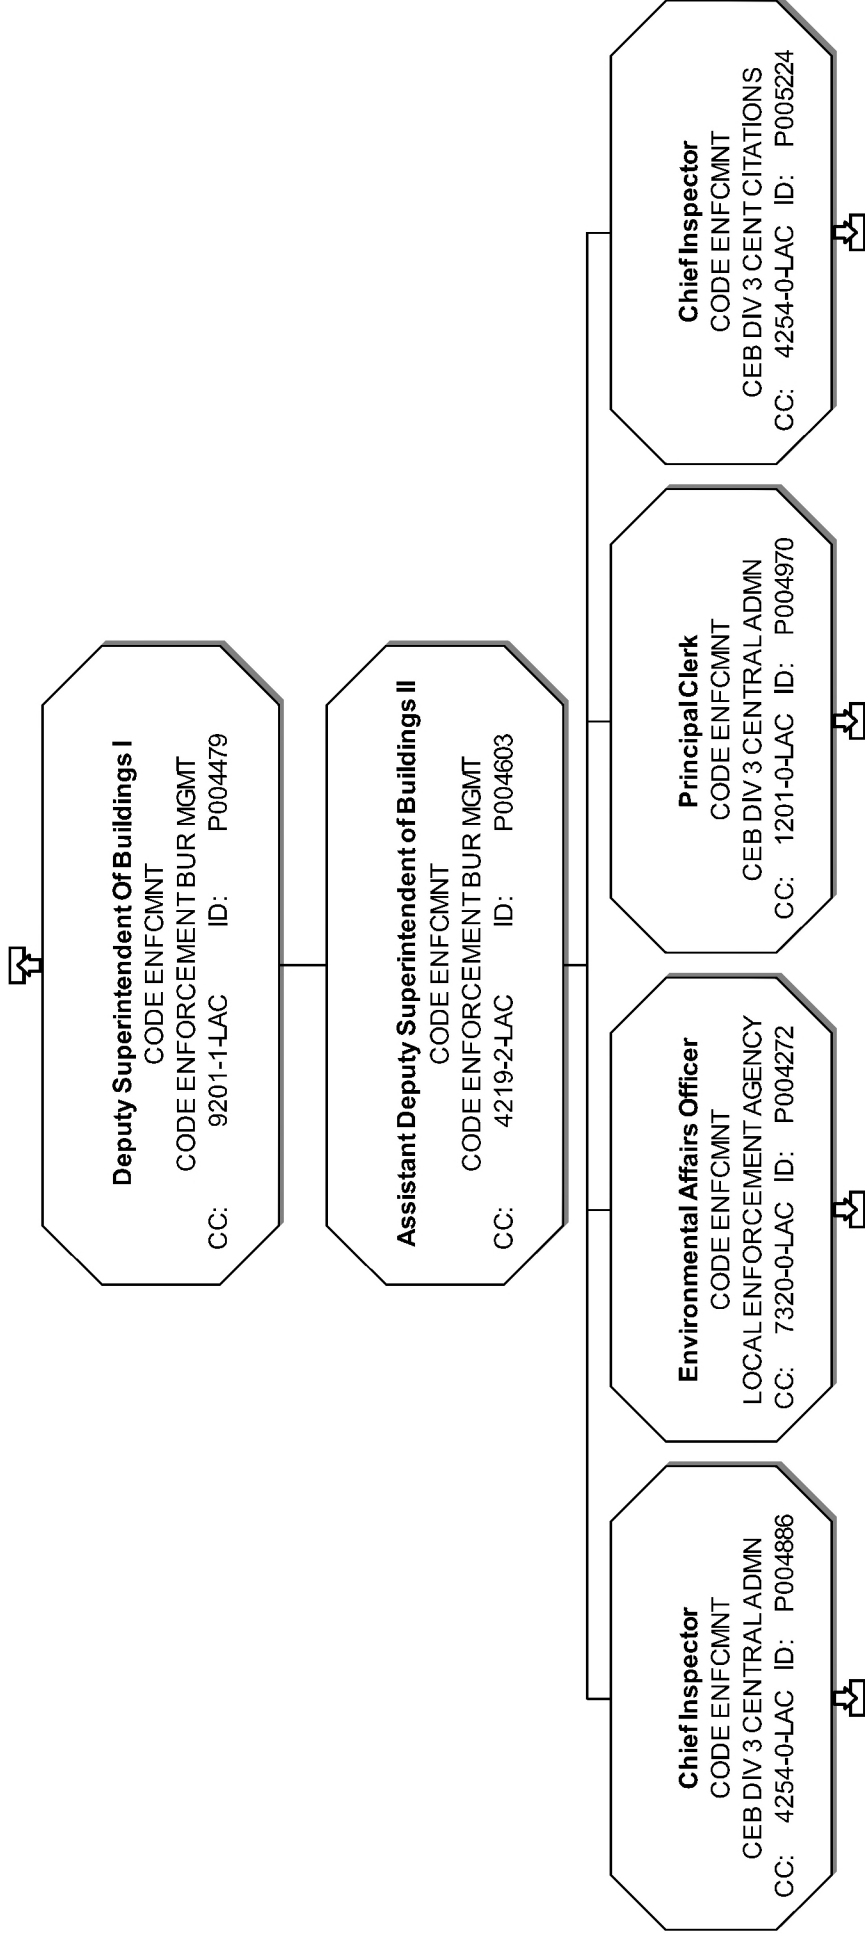 Deputy Superintendent Of Buildings I
CODE ENFCMNT
CODE ENFORCEMENT BUR MGMT
CC: 9201-1-LAC ID: P004479
Assistant Deputy Superintendent of Buildings II
CODE ENFCMNT
CODE ENFORCEMENT BUR MGMT
CC: 4219-2-LAC ID: P004603
Chief Inspector
CODE ENFCMNT
CEB DIV 3 CENTRAL ADMN
CC: 4254-0-LAC ID: P004886
Environmental Affairs Officer
CODE ENFCMNT
LOCAL ENFORCEMENT AGENCY
CC: 7320-0-LAC ID: P004272
Principal Clerk
CODE ENFCMNT
CEB DIV 3 CENTRAL ADMN
CC: 1201-0-LAC ID: P004970
Chief Inspector
CODE ENFCMNT
CEB DIV 3 CENT CITATIONS
CC: 4254-0-LAC ID: P005224